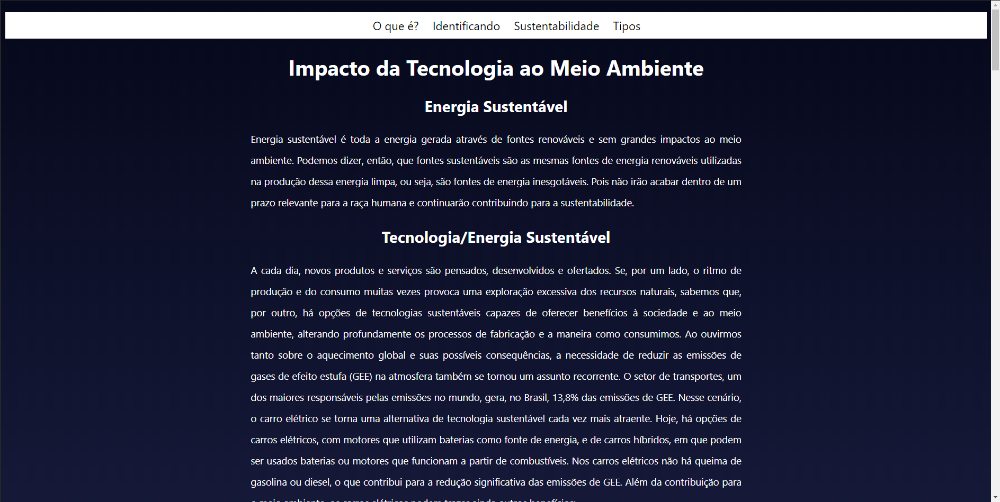 O que é? Identificando Sustentabilidade Tipos
Impacto da Tecnologia ao Meio Ambiente
Energia Sustentável
Energia sustentável é toda a energia gerada através de fontes renováveis e sem grandes impactos ao meio
ambiente. Podemos dizer, então, que fontes sustentáveis são as mesmas fontes de energia renováveis utilizadas
na produção dessa energia limpa, ou seja, são fontes de energia inesgotáveis. Pois não irão acabar dentro de um
prazo relevante para a raça humana e continuarão contribuindo para a sustentabilidade.
Tecnologia/Energia Sustentável
A cada dia, novos produtos e serviços são pensados, desenvolvidos e ofertados. Se, por um lado, o ritmo de
produção e do consumo muitas vezes provoca uma exploração excessiva dos recursos naturais, sabemos que,
por outro, há opções de tecnologias sustentáveis capazes de oferecer benefícios à sociedade e ao meio
ambiente, alterando profundamente os processos de fabricação e a maneira como consumimos. Ao ouvirmos
tanto sobre o aquecimento global e suas possíveis consequências, a necessidade de reduzir as emissões de
gases de efeito estufa (GEE) na atmosfera também se tornou um assunto recorrente. O setor de transportes, um
dos maiores responsáveis pelas emissões no mundo, gera, no Brasil, 13,8% das emissões de GEE. Nesse cenário,
o carro elétrico se torna uma alternativa de tecnologia sustentável cada vez mais atraente. Hoje, há opções de
carros elétricos, com motores que utilizam baterias como fonte de energia, e de carros híbridos, em que podem
ser usados baterias ou motores que funcionam a partir de combustíveis. Nos carros elétricos não há queima de
gasolina ou diesel, o que contribui para a redução significativa das emissões de GEE. Além da contribuição para